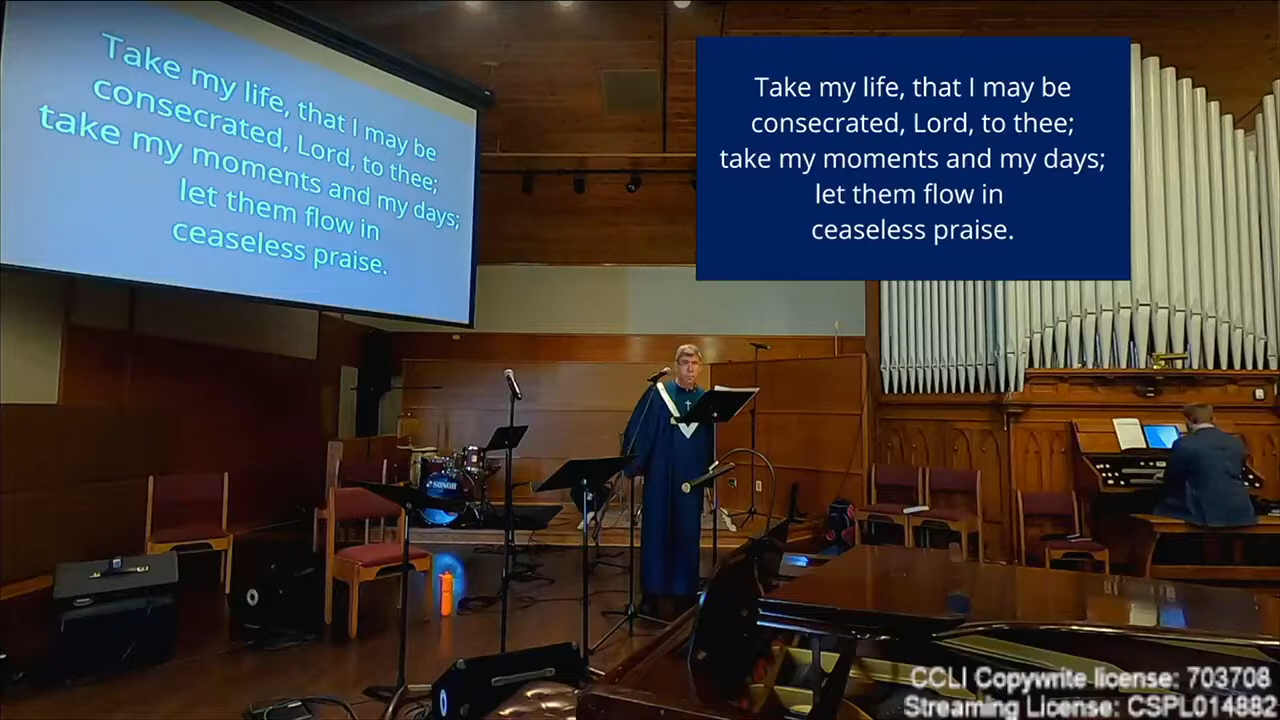 Take my life, that I may be
consecrated, Lord, to thee;
take my moments and my days;
let them flow in
ceaseless praise.
Take my life, that I may be
consecrated, Lord, to thee;
take my moments and my days;
let them flow in
ceaseless praise.
SONOR
CCLI Copywrite license: 703708
Streaming License: CSPL014882